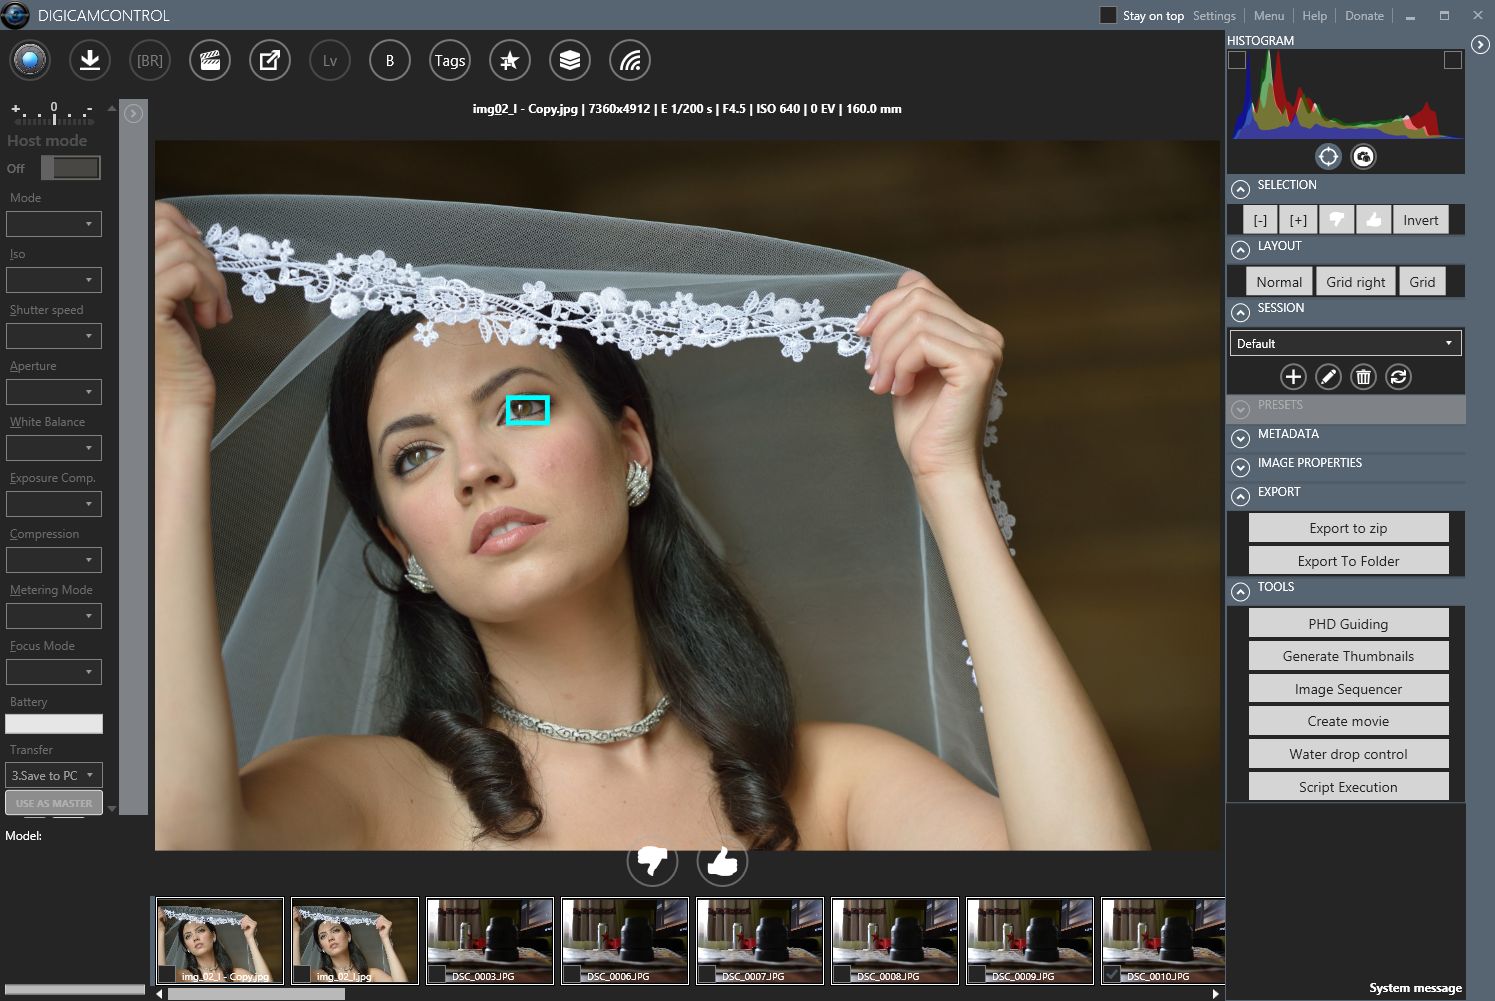 DIGICAMCONTROL
Stay on top Settings Menu Help Donate
[BR] Lv B Tags
img02_I - Copy.jpg | 7360x4912 | E 1/200 s | F4.5 | ISO 640 | 0 EV | 160.0 mm
+ 0 -
Host mode
Off
Mode
Iso
Shutter speed
Aperture
White Balance
Exposure Comp.
Compression
Metering Mode
Focus Mode
Battery
Transfer
3.Save to PC
USE AS MASTER
Model:
HISTOGRAM
SELECTION
[-] [+] Invert
LAYOUT
Normal Grid right Grid
SESSION
Default
PRESETS
METADATA
IMAGE PROPERTIES
EXPORT
Export to zip
Export To Folder
TOOLS
PHD Guiding
Generate Thumbnails
Image Sequencer
Create movie
Water drop control
Script Execution
img_02_I - Copy.jpg
img_02_I.jpg
DSC_0003.JPG
DSC_0006.JPG
DSC_0007.JPG
DSC_0008.JPG
DSC_0009.JPG
DSC_0010.JPG
System message